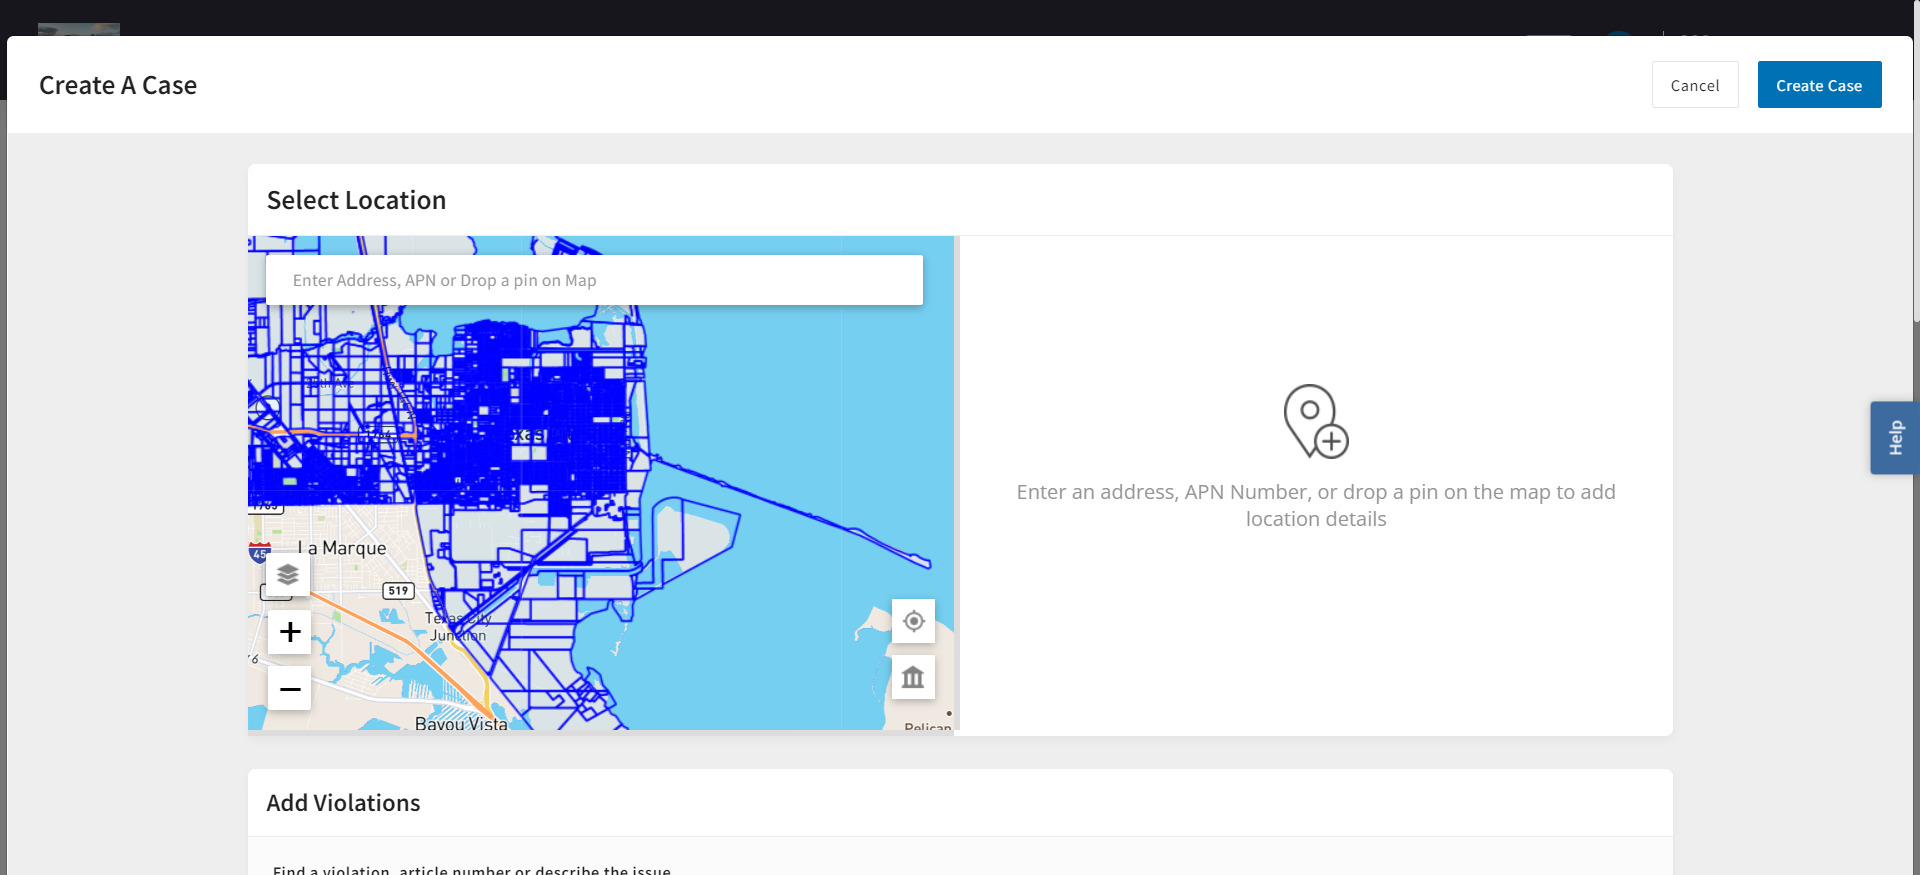 Create A Case
Cancel
Create Case
Select Location
Enter Address, APN or Drop a pin on Map
La Marque
45
519
Texas City
Junction
Bayou Vista
Pelican
Enter an address, APN Number, or drop a pin on the map to add
location details
Help
Add Violations
Find a violation, article number or describe the issue